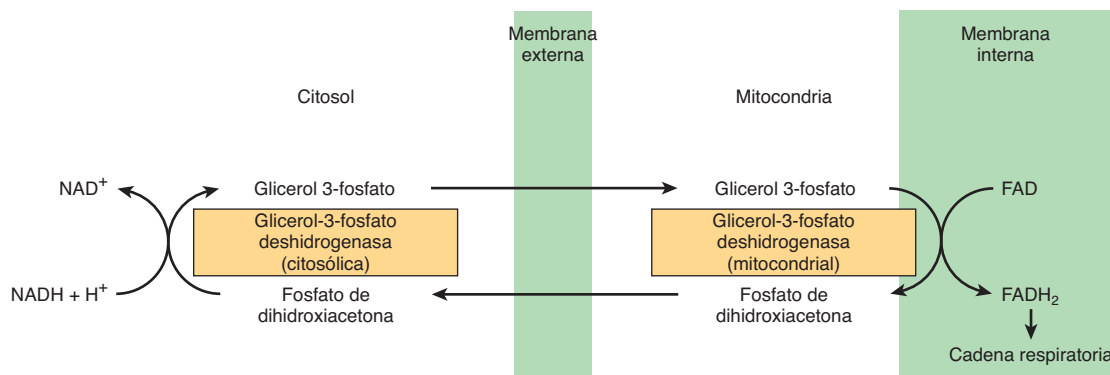 Membrana
externa
Membrana
interna
Citosol
Mitocondria
NAD+
Glicerol 3-fosfato
Glicerol 3-fosfato
FAD
Glicerol-3-fosfato
deshidrogenasa
(citosólica)
Glicerol-3-fosfato
deshidrogenasa
(mitocondrial)
NADH + H+
Fosfato de
dihidroxiacetona
Fosfato de
dihidroxiacetona
FADH2
Cadena respiratoria